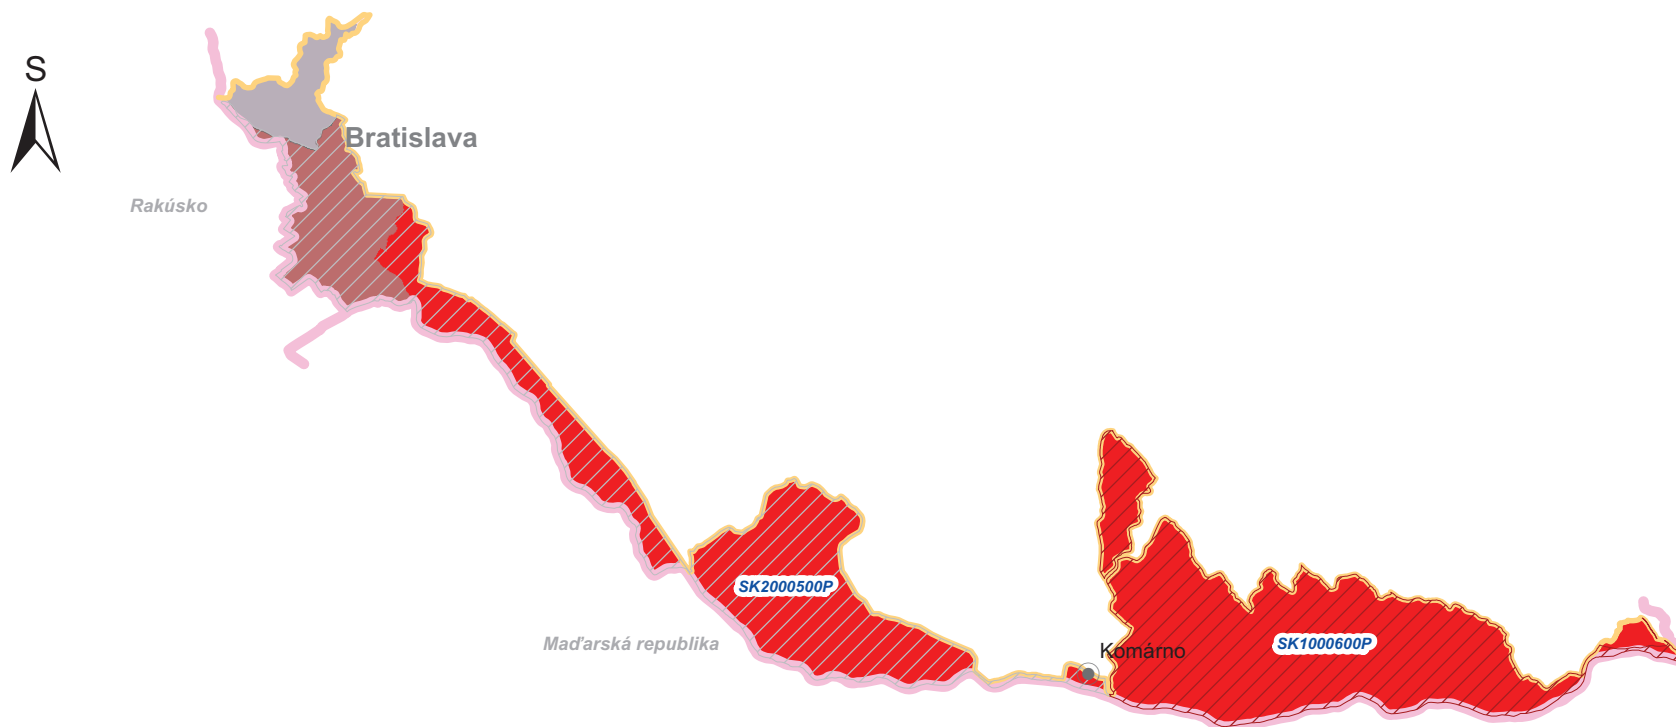 S
Bratislava
Rakúsko
SK2000500P
Maďarská republika
Komárno
SK1000600P